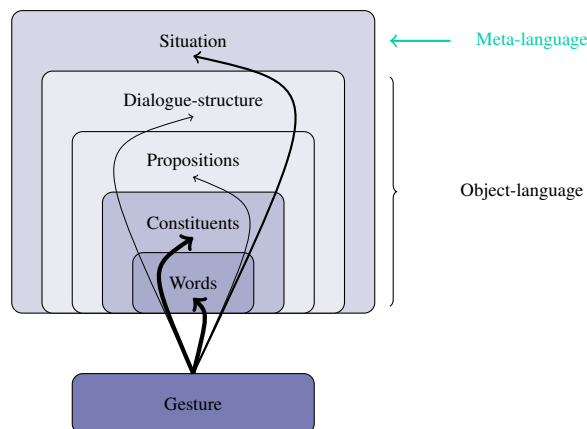 Situation
Meta-language
Dialogue-structure
Propositions
Object-language
Constituents
Words
Gesture